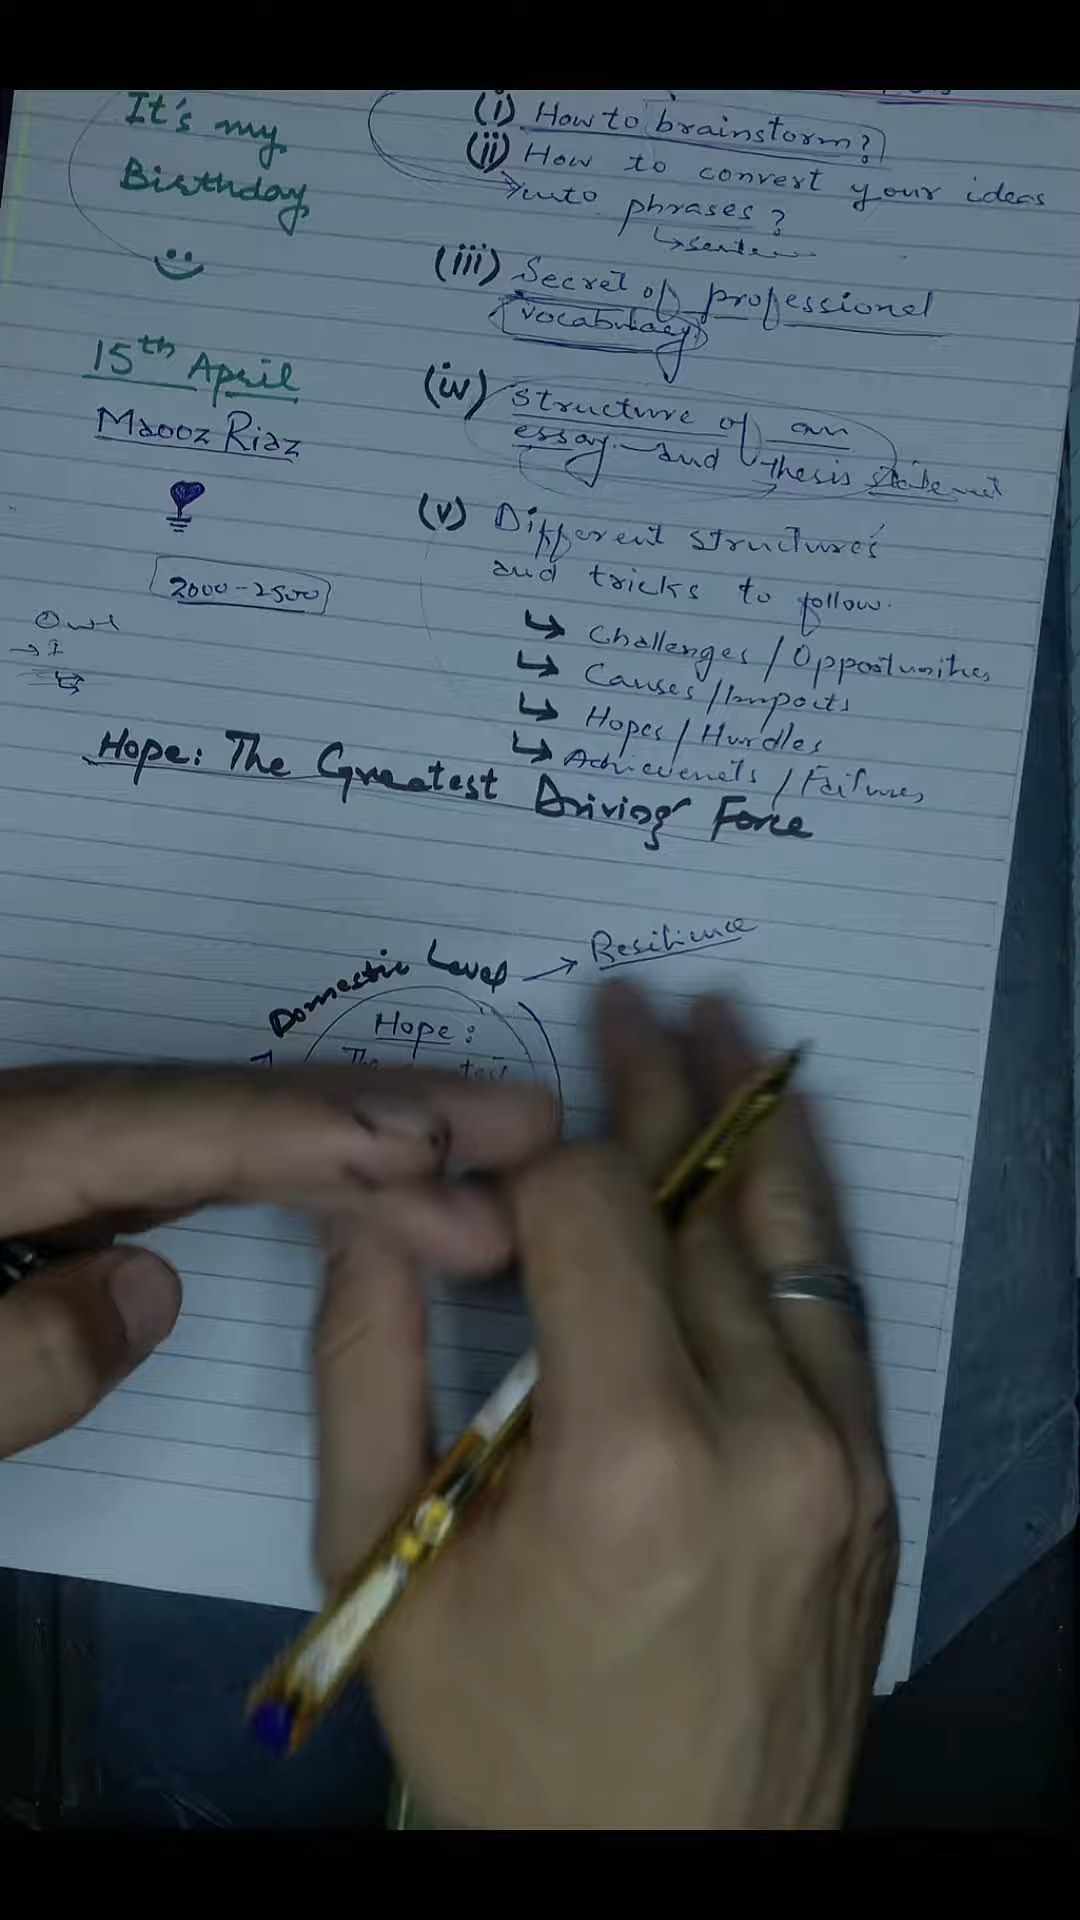 It's my
Birthday
15th April
Maooz Riaz
2000-2500
(i) How to brainstorm?
(ii) How to convert your ideas
into phrases?
(iii) Secret of professional
vocabulary
(iv) structure of an
essay and thesis statement
(v) Different structures
and tricks to follow.
Challenges / Opportunities
Causes / Impacts
Hopes / Hurdles
Achievements / Failures
Hope: The Greatest Driving Force
Domestic Level → Resilience
Hope:
The